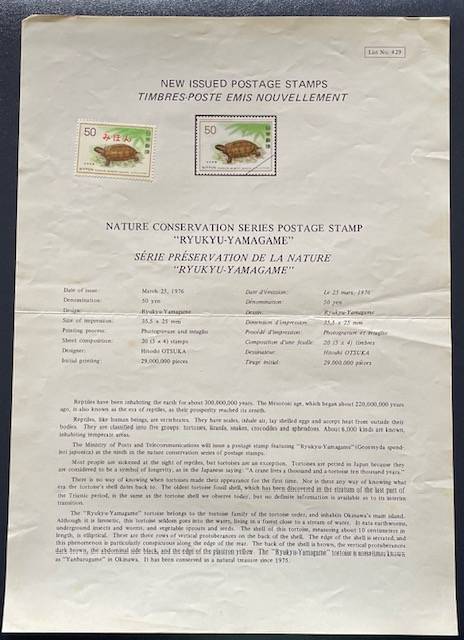 List No. 429
NEW ISSUED POSTAGE STAMPS
TIMBRES-POSTE EMIS NOUVELLEMENT
50
みほん
日本郵便
NIPPON
50
日本郵便
NIPPON
NATURE CONSERVATION SERIES POSTAGE STAMP
"RYUKYU-YAMAGAME"
SÉRIE PRÉSERVATION DE LA NATURE
"RYUKYU-YAMAGAME"
Date of issue: March 25, 1976
Denomination: 50 yen
Design: Ryukyu-Yamagame
Size of impression: 35.5 x 25 mm
Printing process: Photogravure and intaglio
Sheet composition: 20 (5 x 4) stamps
Designer: Hitoshi OTSUKA
Initial printing: 29,000,000 pieces
Date d'émission: Le 25 mars, 1976
Dénomination: 50 yen
Dessin: Ryukyu-Yamagame
Dimension d'impression: 35,5 x 25 mm
Procédé d'impression: Photogravure et intaglio
Composition d'une feuille: 20 (5 x 4) timbres
Dessinateur: Hitoshi OTSUKA
Tirage initial: 29.000.000 pièces
Reptiles have been inhabiting the earth for about 300,000,000 years. The Mesozoic age, which began about 220,000,000 years
ago, is also known as the era of reptiles, as their prosperity reached its zenith.
Reptiles, like human beings, are vertebrates. They have scales, inhale air, lay shelled eggs and accept heat from outside their
bodies. They are classified into five groups: tortoises, lizards, snakes, crocodiles and sphenodons. About 6,000 kinds are known,
inhabiting temperate areas.
The Ministry of Posts and Telecommunications will issue a postage stamp featuring "Ryukyu-Yamagame" (Geoemyda speng-
leri japonica) as the ninth in the nature conservation series of postage stamps.
Most people are sickened at the sight of reptiles, but tortoises are an exception. Tortoises are petted in Japan because they
are considered to be a symbol of longevity, as in the Japanese saying: "A crane lives a thousand and a tortoise ten thousand years."
There is no way of knowing when tortoises made their appearance for the first time. Nor is there any way of knowing what
era the tortoise's shell dates back to. The oldest tortoise fossil shell, which has been discovered in the stratum of the last part of
the Triassic period, is the same as the tortoise shell we observe today, but no definite information is available as to its interim
transition.
The "Ryukyu-Yamagame" tortoise belongs to the tortoise family of the tortoise order, and inhabits Okinawa's main island.
Although it is favorite, this tortoise seldom goes into the water, living in a forest close to a stream of water. It eats earthworms,
underground insects and worms, and vegetable sprouts and seeds. The shell of this tortoise, measuring about 10 centimeters in
length, is elliptical. There are three rows of vertical protuberances on the back of the shell. The edge of the shell is serrated, and
this phenomenon is particularly conspicuous along the edge of the rear. The back of the shell is brown, the vertical protuberances
dark brown, the abdominal side black, and the edge of the plastron yellow. The "Ryukyu-Yamagame" tortoise is sometimes known
as "Yanbarugame" in Okinawa. It has been conserved in a natural treasure since 1975.